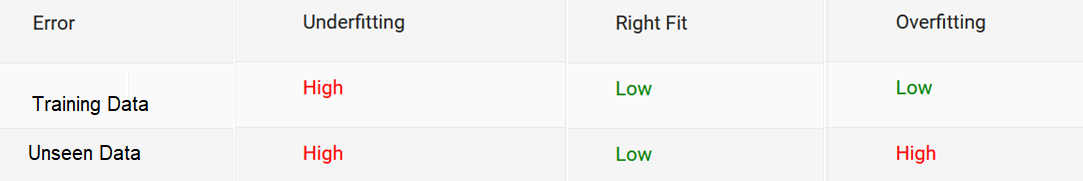 Error Underfitting Right Fit Overfitting
Training Data High Low Low
Unseen Data High Low High